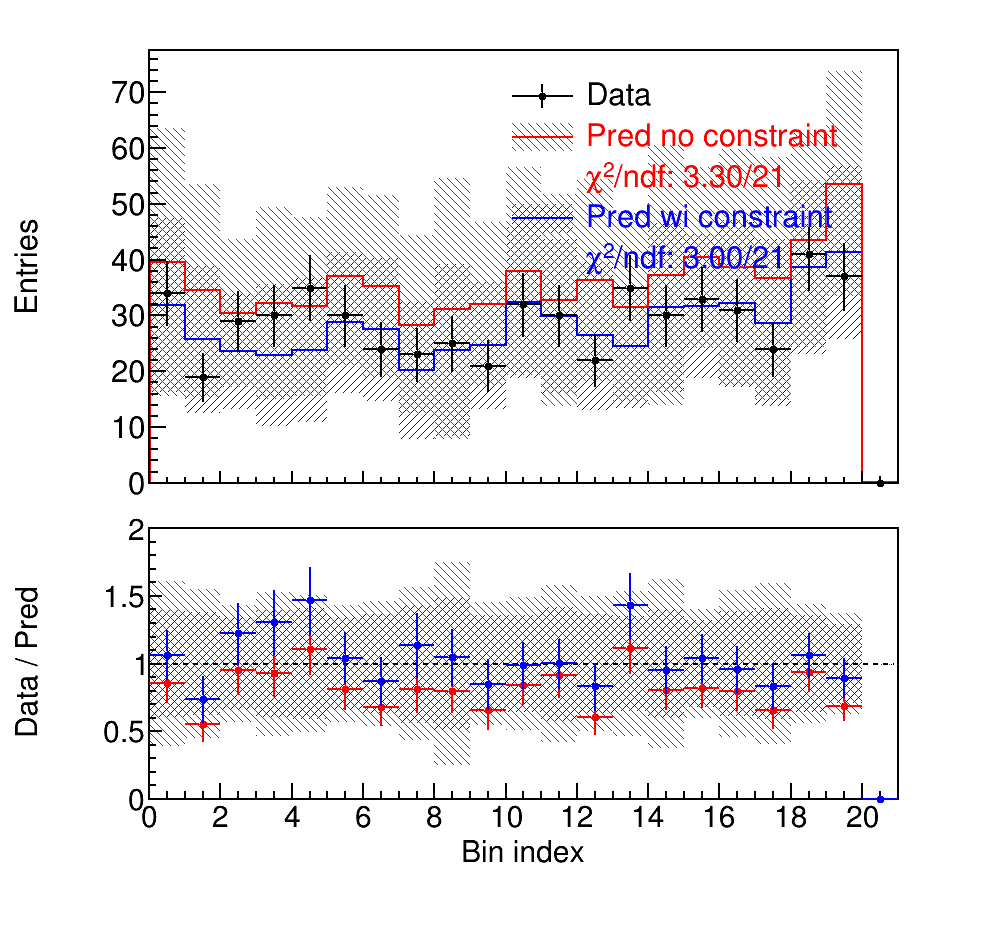 70
60
50
40
30
20
10
0
Entries
Data
Pred no constraint
χ²/ndf: 3.30/21
Pred wi constraint
χ²/ndf: 3.00/21
2
1.5
1
0.5
0
Data / Pred
0 2 4 6 8 10 12 14 16 18 20
Bin index